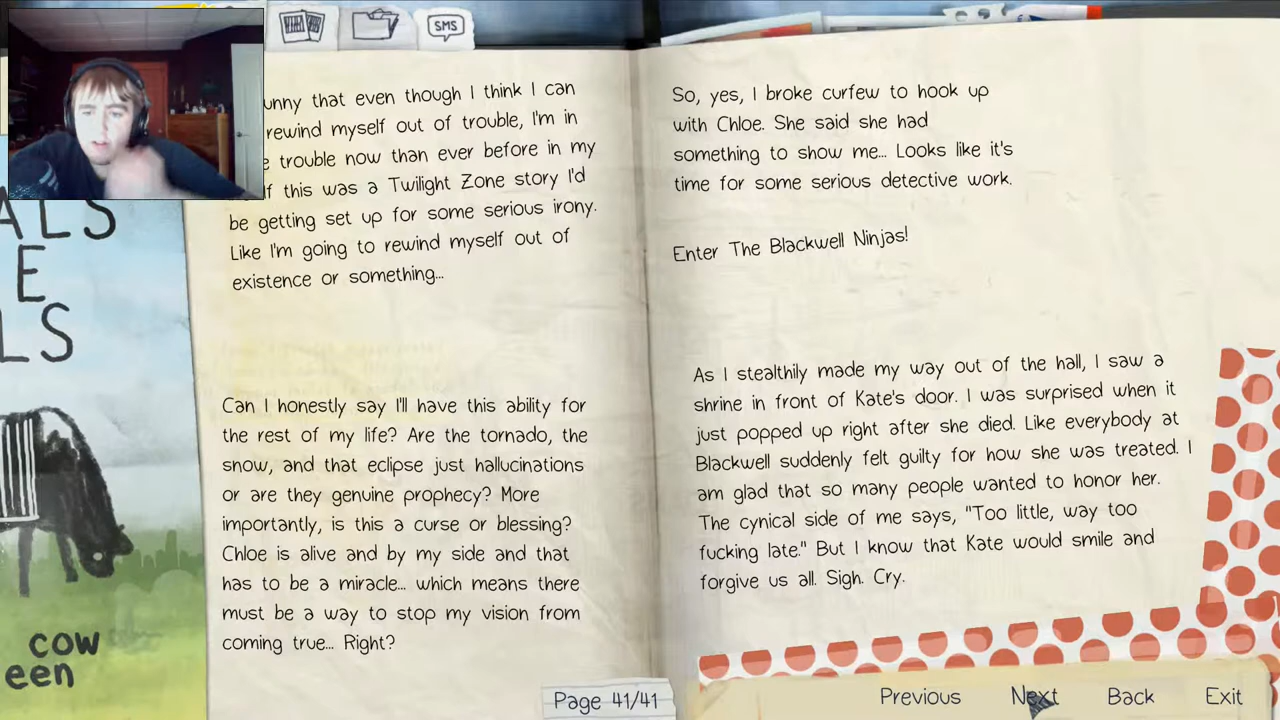 SMS
unny that even though I think I can
rewind myself out of trouble, I'm in
trouble now than ever before in my
f this was a Twilight Zone story I'd
be getting set up for some serious irony.
Like I'm going to rewind myself out of
existence or something...
Can I honestly say I'll have this ability for
the rest of my life? Are the tornado, the
snow, and that eclipse just hallucinations
or are they genuine prophecy? More
importantly, is this a curse or blessing?
Chloe is alive and by my side and that
has to be a miracle... which means there
must be a way to stop my vision from
coming true... Right?
So, yes, I broke curfew to hook up
with Chloe. She said she had
something to show me... Looks like it's
time for some serious detective work.
Enter The Blackwell Ninjas!
As I stealthily made my way out of the hall, I saw a
shrine in front of Kate's door. I was surprised when it
just popped up right after she died. Like everybody at
Blackwell suddenly felt guilty for how she was treated. I
am glad that so many people wanted to honor her.
The cynical side of me says, "Too little, way too
fucking late." But I know that Kate would smile and
forgive us all. Sigh. Cry.
ALS
E
LS
cow
een
Page 41/41
Previous Next Back Exit